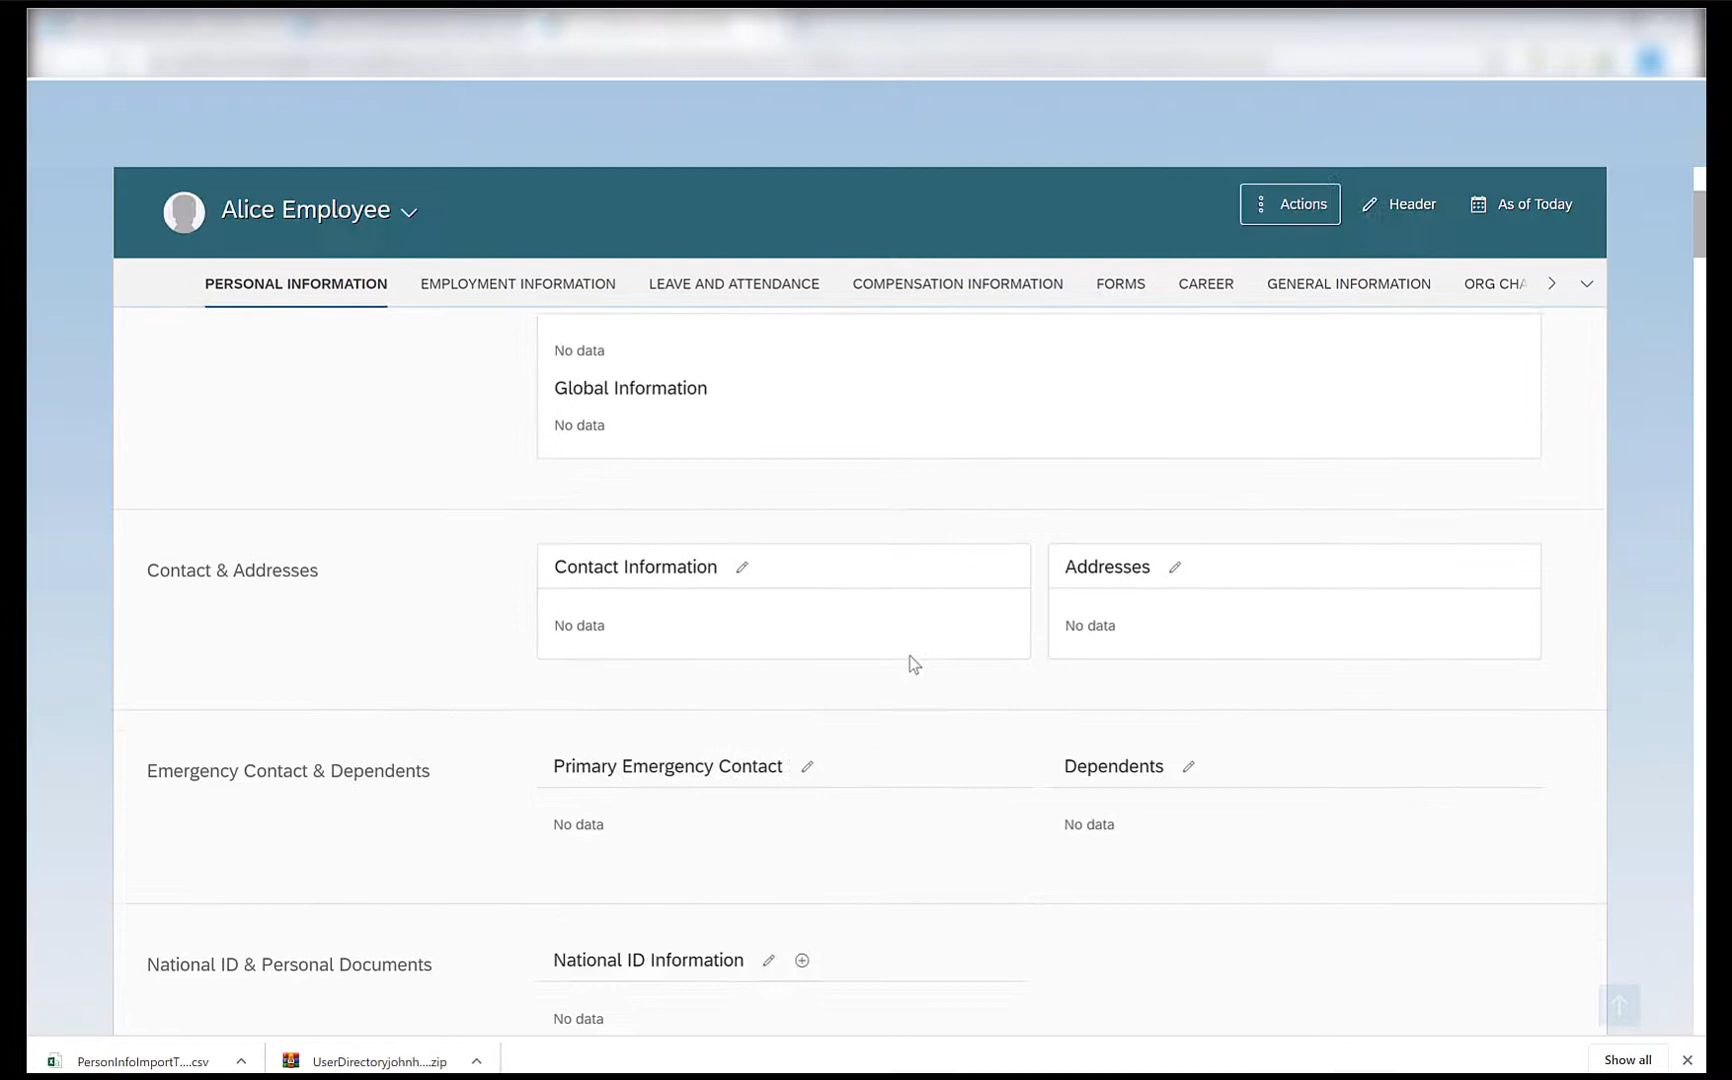 Alice Employee
Actions
Header
As of Today
PERSONAL INFORMATION
EMPLOYMENT INFORMATION
LEAVE AND ATTENDANCE
COMPENSATION INFORMATION
FORMS
CAREER
GENERAL INFORMATION
ORG CHA
No data
Global Information
No data
Contact & Addresses
Contact Information
Addresses
No data
No data
Emergency Contact & Dependents
Primary Emergency Contact
Dependents
No data
No data
National ID & Personal Documents
National ID Information
No data
PersonInfoImportT....csv
UserDirectoryjohnh....zip
Show all